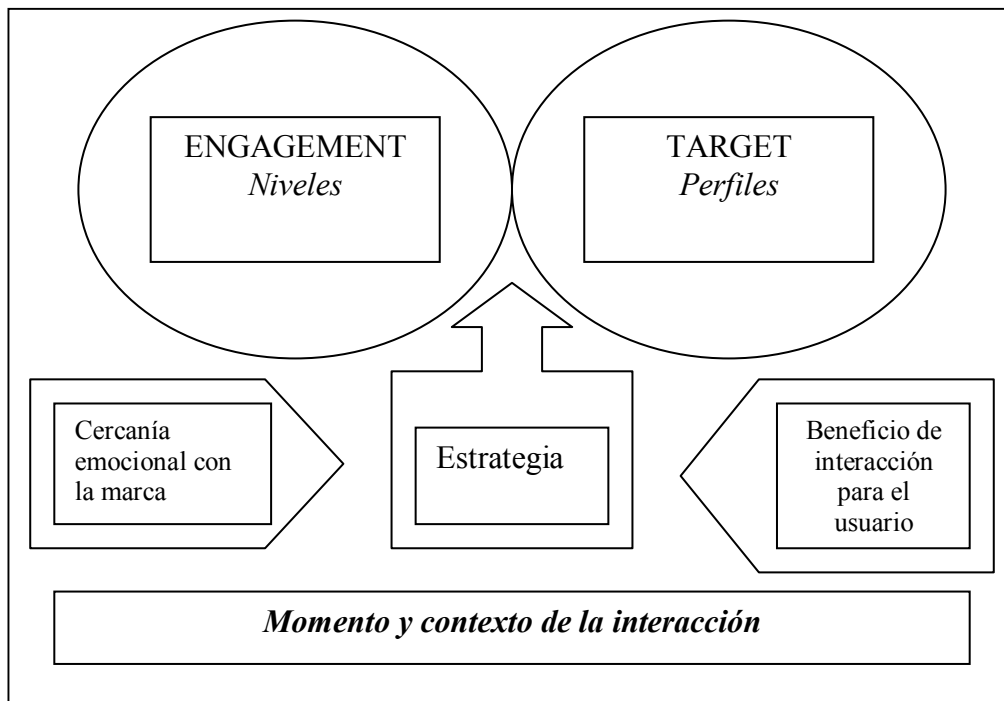 ENGAGEMENT
Niveles
TARGET
Perfiles
Cercanía
emocional con
la marca
Estrategia
Beneficio de
interacción
para el
usuario
Momento y contexto de la interacción